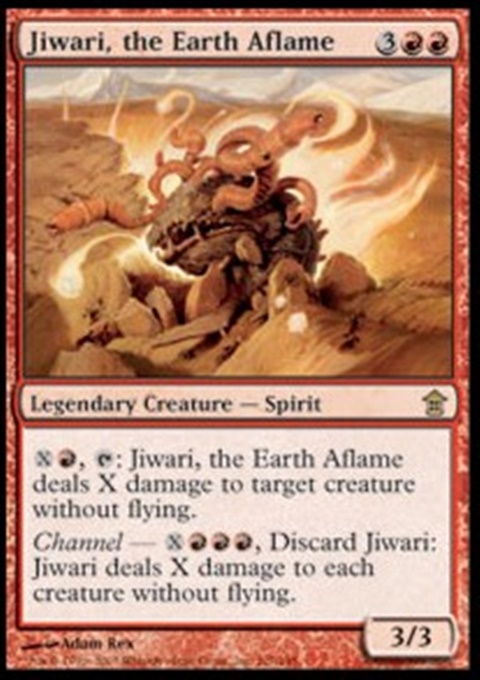 Jiwari, the Earth Aflame 3
Legendary Creature — Spirit
X, : Jiwari, the Earth Aflame
deals X damage to target creature
without flying.
Channel — X, Discard Jiwari:
Jiwari deals X damage to each
creature without flying.
3/3
Adam Rex